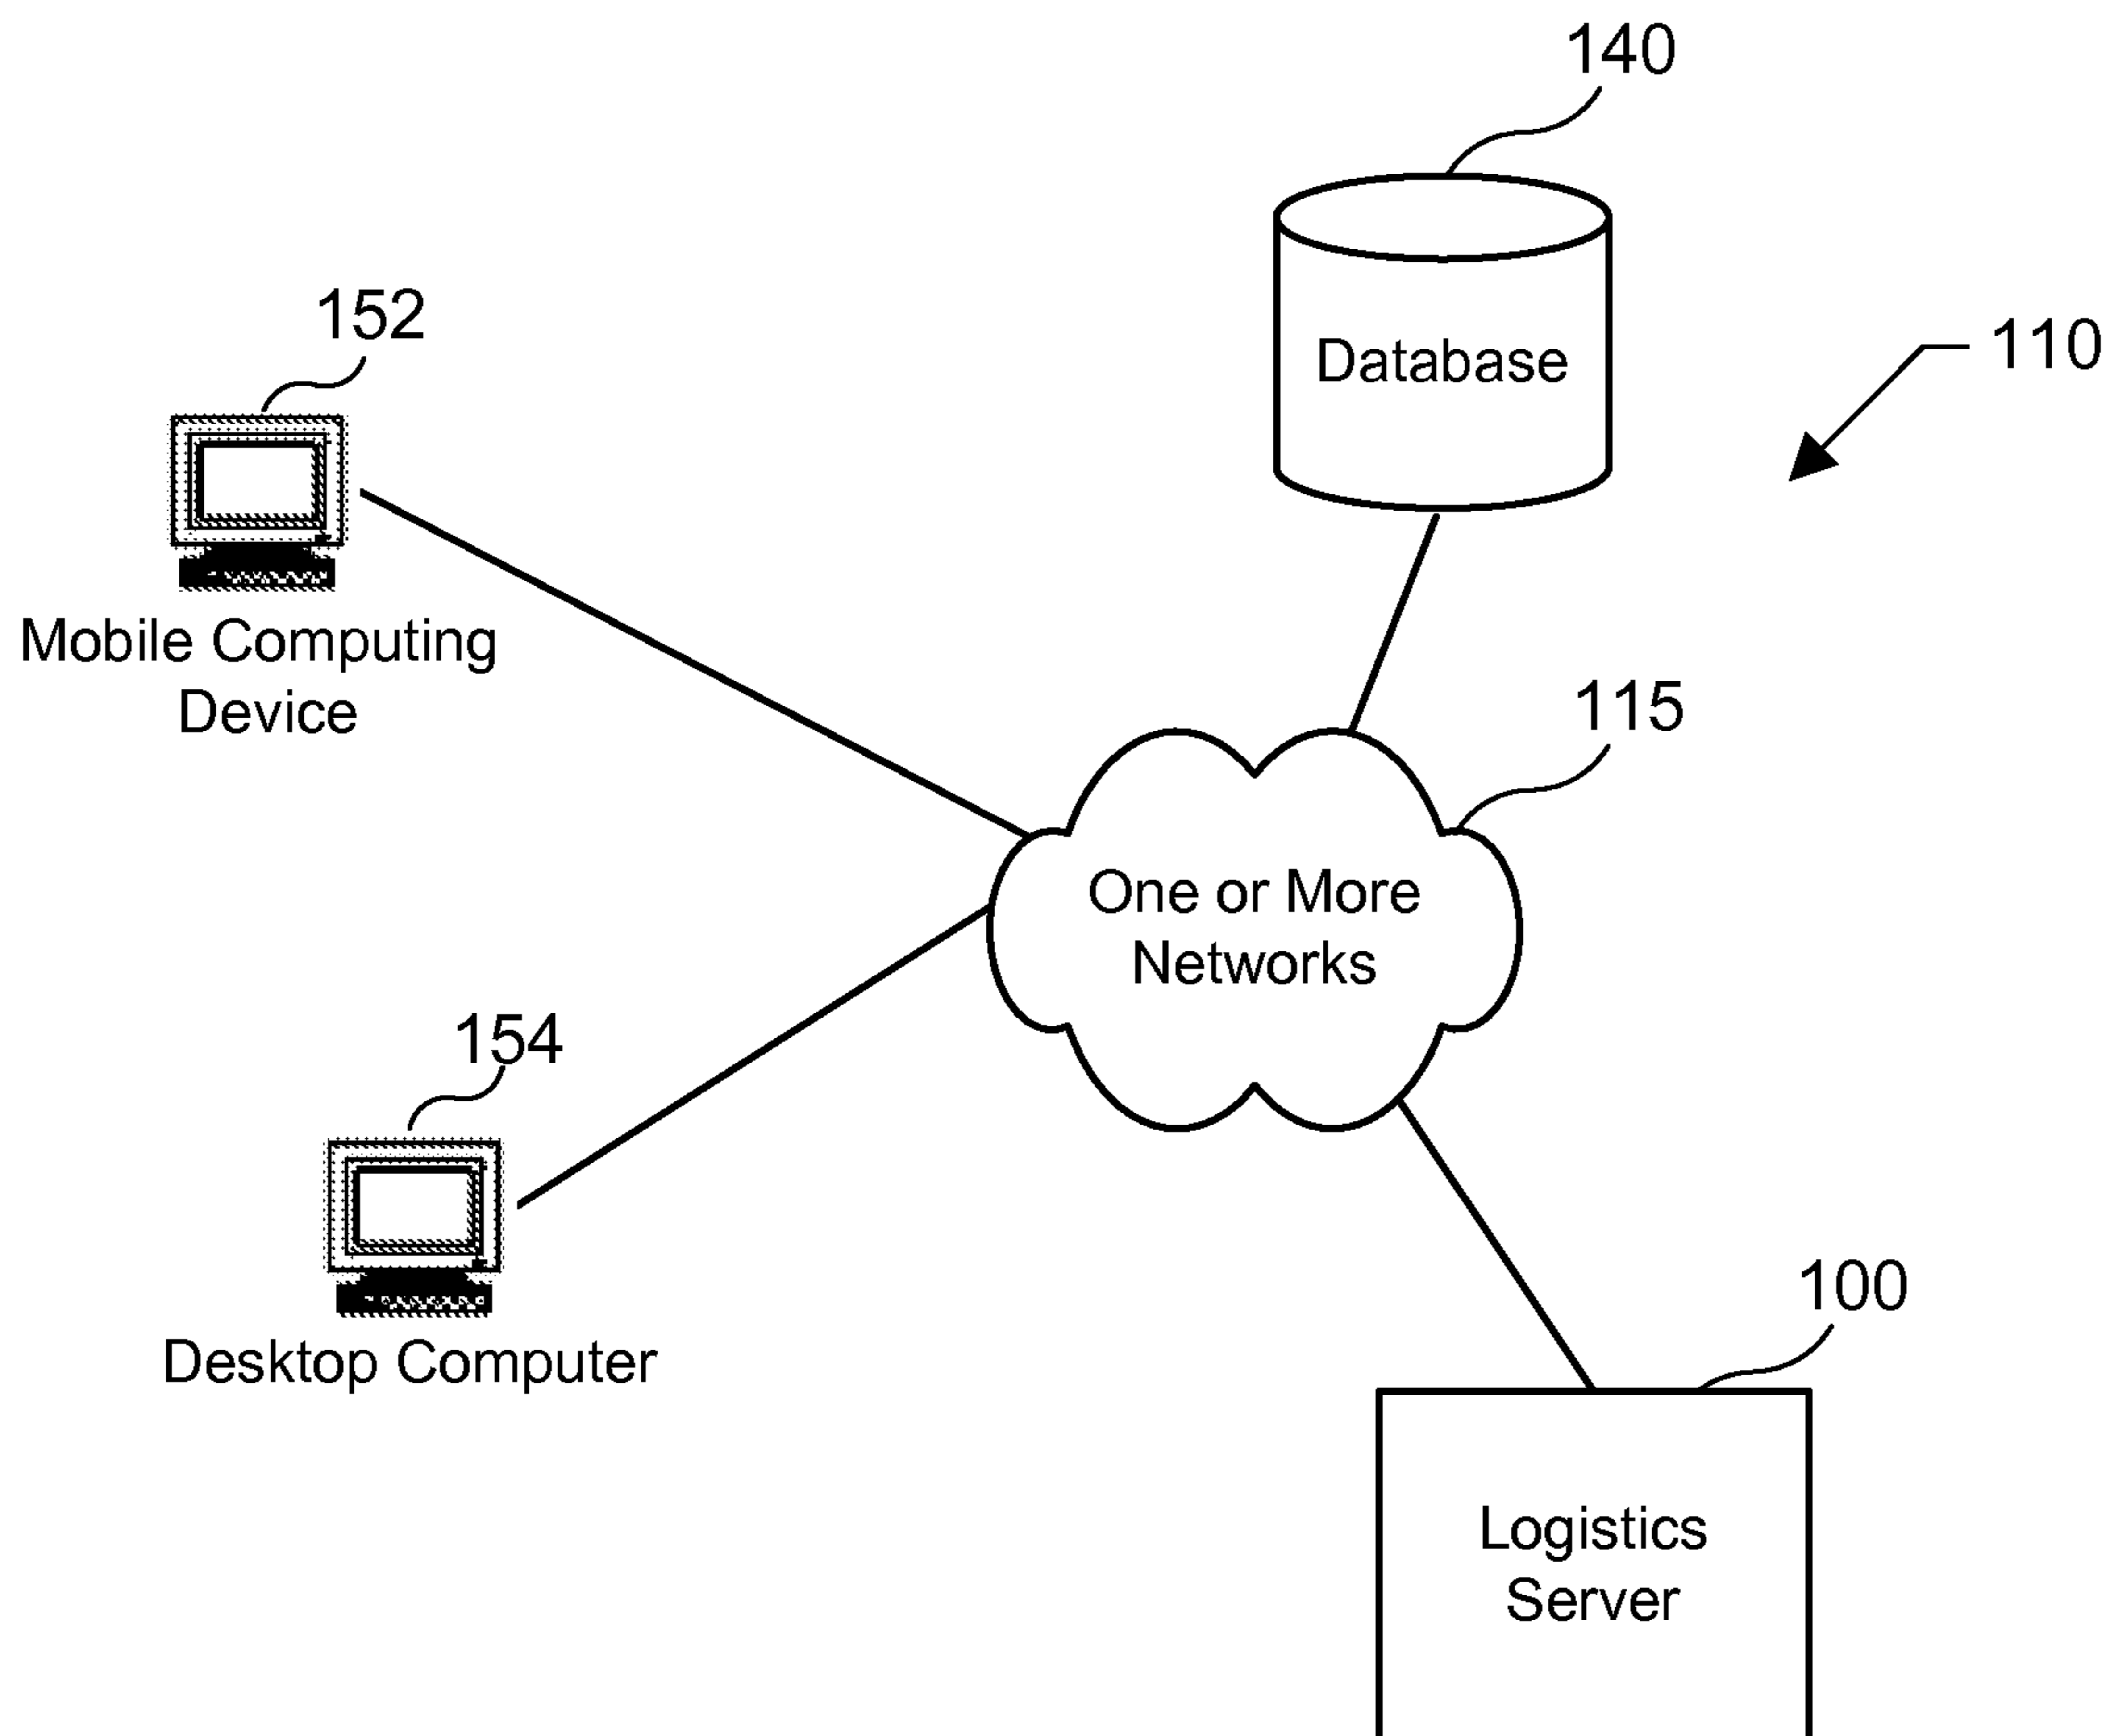 140
152
110
Database
Mobile Computing
Device
115
One or More
Networks
154
100
Desktop Computer
Logistics
Server